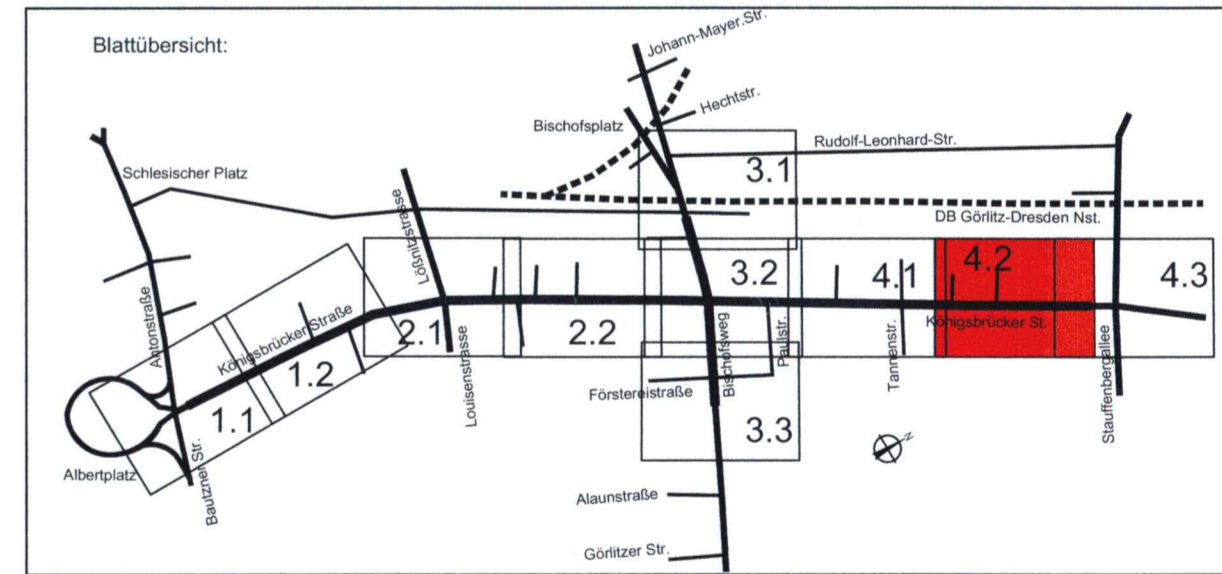 Blattübersicht:
Johann-Mayer.Str.
Hechtstr.
Bischofsplatz
Rudolf-Leonhard-Str.
Schlesischer Platz
3.1
Lößnitzstrasse
DB Görlitz-Dresden Nst.
3.2
4.1
4.2
4.3
Antonstraße
Königsbrücker Straße
2.1
2.2
Königsbrücker St.
1.2
Louisenstrasse
Förstereistraße
Bischofsweg
Paulstr.
Tannenstr.
Stauffenbergallee
1.1
3.3
N
Albertplatz
Bautzner Str.
Alaunstraße
Görlitzer Str.